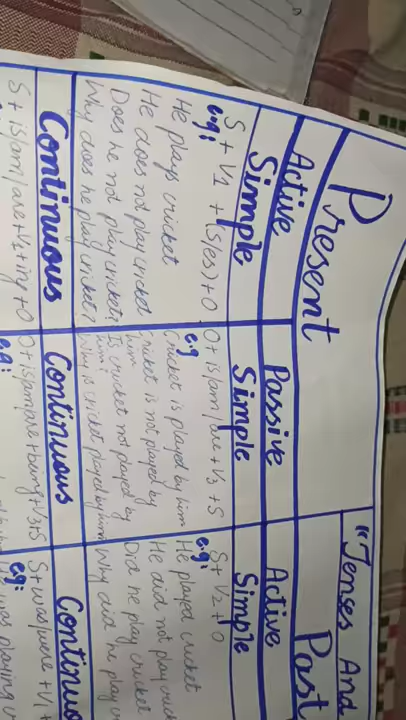 "Tenses And
Present
Past
Active
Passive
Active
Simple
Simple
Simple
S + V1 + (s/es) + O
e.g:
He plays cricket
He does not play cricket
Does he not play cricket?
Why does he play cricket?
O + is/am/are + V3 + S
e.g
Cricket is played by him
Cricket is not played by
him
Is cricket not played by
him?
Why is cricket played by him
S + V2 + O
e.g:
He played cricket
He did not play
Did he play cricket
Why did he play
Continuous
Continuous
S + is/am/are + V1 + ing + O
O + is/am/are + being + V3 + S
e.g:
S + was/were + V1 +
e.g:
was playing